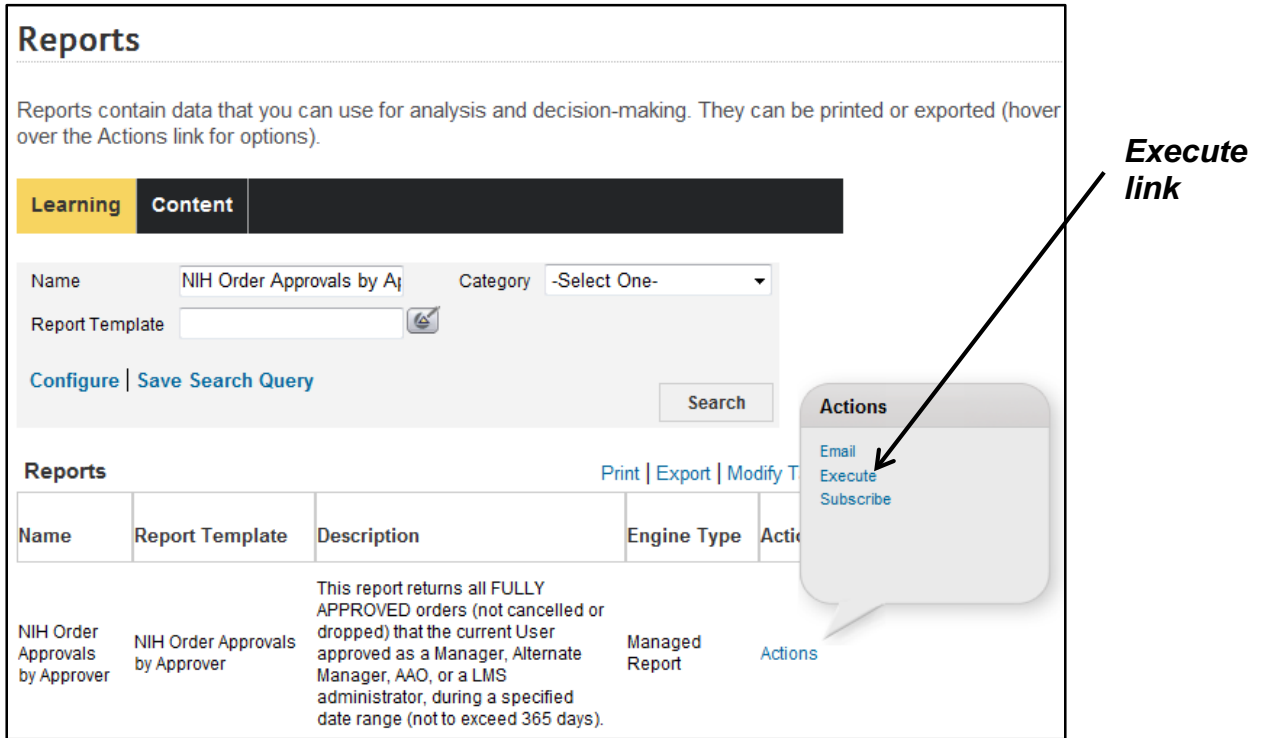 Reports
Reports contain data that you can use for analysis and decision-making. They can be printed or exported (hover
over the Actions link for options).
Execute
link
Learning Content
Name NIH Order Approvals by Category -Select One-
Report Template
Configure | Save Search Query
Search
Actions
Email
Execute
Subscribe
Reports
Print | Export | Modify
Name Report Template Description Engine Type
NIH Order
Approvals
by Approver
NIH Order Approvals
by Approver
This report returns all FULLY
APPROVED orders (not cancelled or
dropped) that the current User
approved as a Manager, Alternate
Manager, AAO, or a LMS
administrator, during a specified
date range (not to exceed 365 days).
Managed
Report
Actions